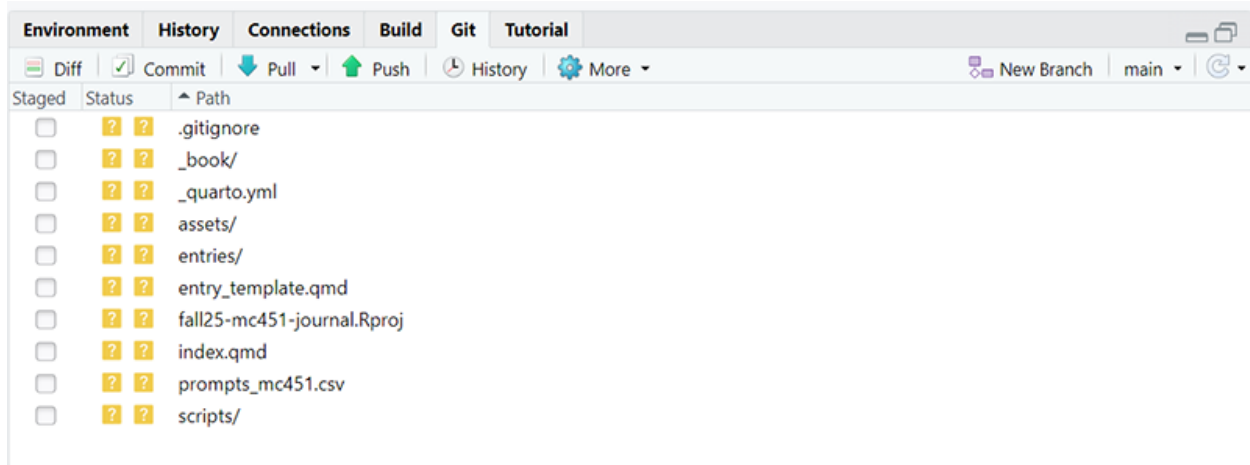 Environment History Connections Build Git Tutorial
Diff Commit Pull Push History More New Branch main
Staged Status Path
? ? .gitignore
? ? _book/
? ? _quarto.yml
? ? assets/
? ? entries/
? ? entry_template.qmd
? ? fall25-mc451-journal.Rproj
? ? index.qmd
? ? prompts_mc451.csv
? ? scripts/